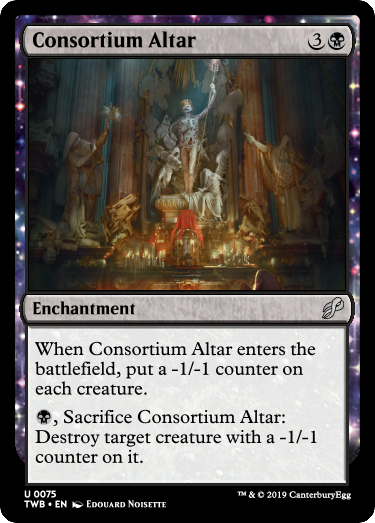 Consortium Altar 3
Enchantment
When Consortium Altar enters the
battlefield, put a -1/-1 counter on
each creature.
, Sacrifice Consortium Altar:
Destroy target creature with a -1/-1
counter on it.
U 0075
TWB • EN Edouard Noisette
™ & © 2019 CanterburyEgg